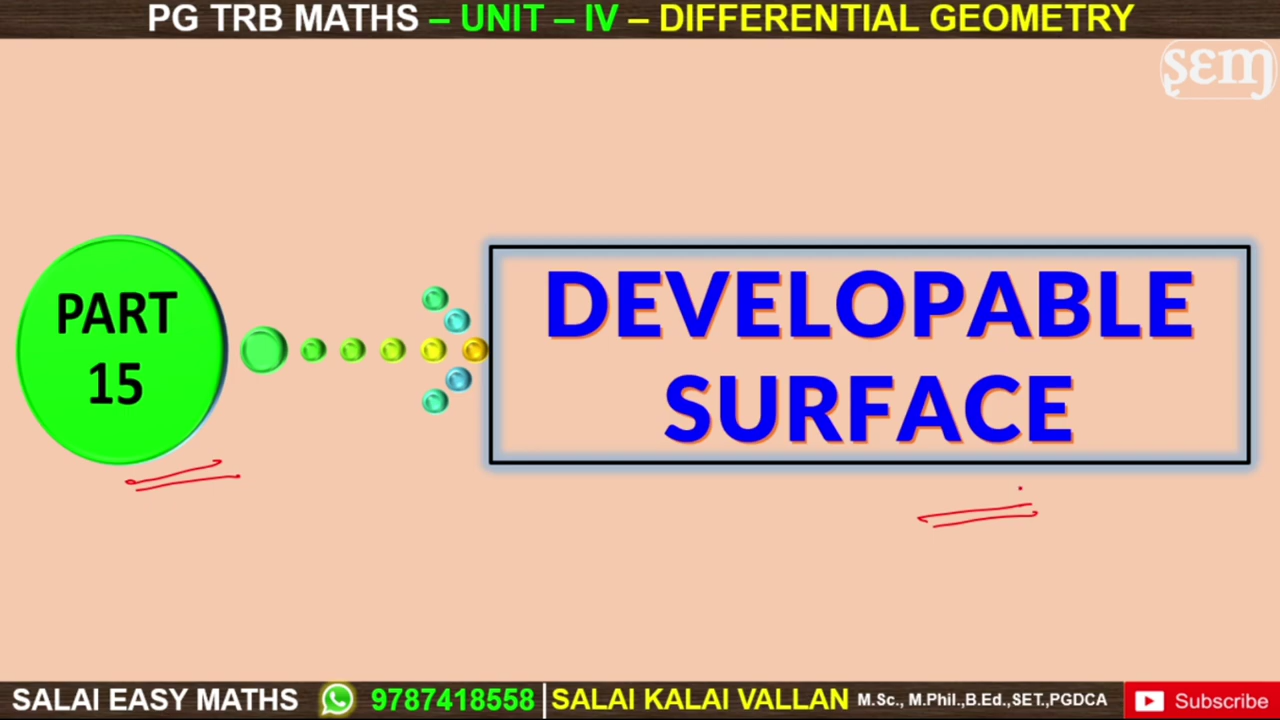 PG TRB MATHS – UNIT – IV – DIFFERENTIAL GEOMETRY
sεm
PART
15
DEVELOPABLE
SURFACE
SALAI EASY MATHS 9787418558 SALAI KALAI VALLAN M.Sc., M.Phil.,B.Ed.,SET.,PGDCA Subscribe